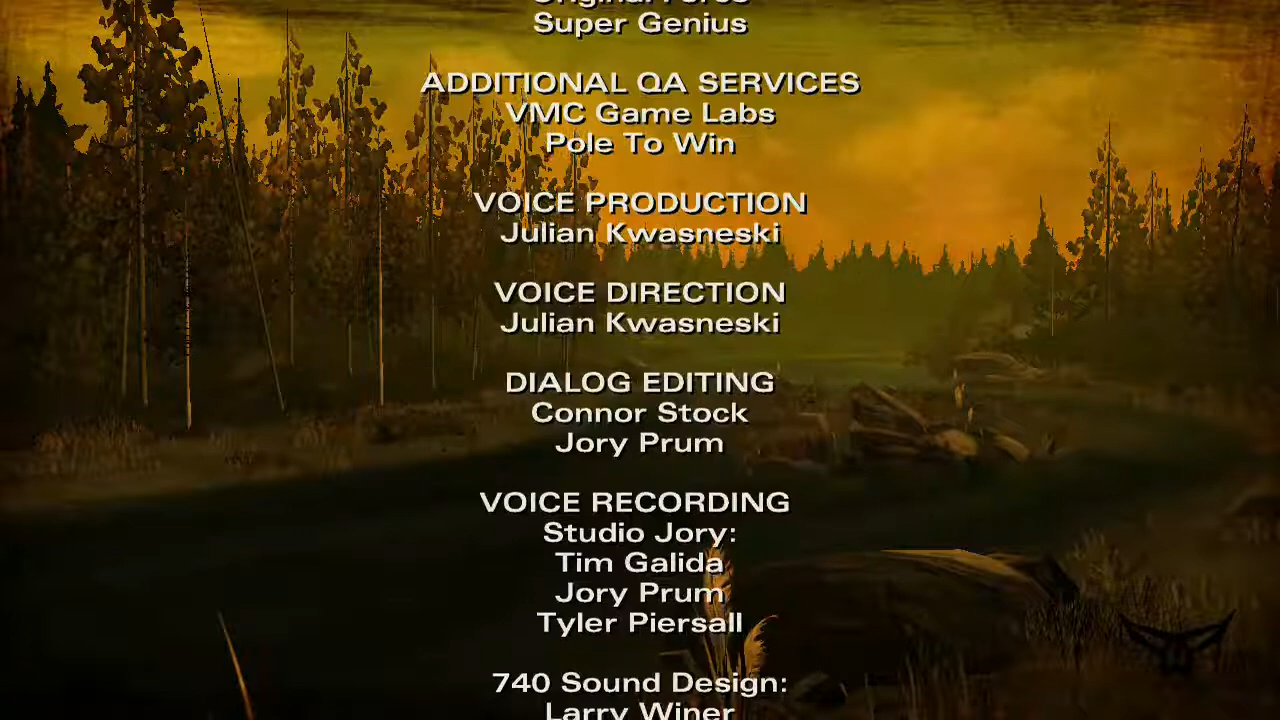 Super Genius
ADDITIONAL QA SERVICES
VMC Game Labs
Pole To Win
VOICE PRODUCTION
Julian Kwasneski
VOICE DIRECTION
Julian Kwasneski
DIALOG EDITING
Connor Stock
Jory Prum
VOICE RECORDING
Studio Jory:
Tim Galida
Jory Prum
Tyler Piersall
740 Sound Design:
Larry Winer